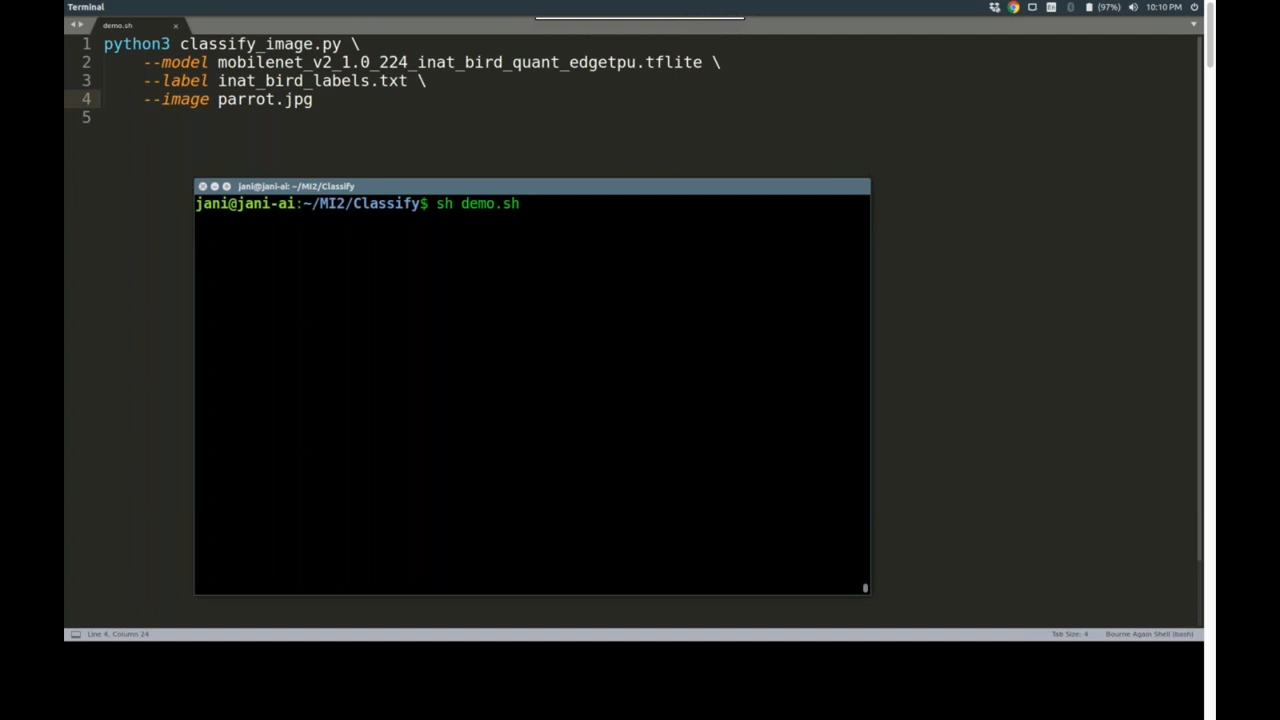 Terminal
En
(97%)
10:10 PM
demo.sh
1 python3 classify_image.py \
2 --model mobilenet_v2_1.0_224_inat_bird_quant_edgetpu.tflite \
3 --label inat_bird_labels.txt \
4 --image parrot.jpg
5
jani@jani-ai: ~/MI2/Classify
jani@jani-ai:~/MI2/Classify$ sh demo.sh
Line 4, Column 24
Tab Size: 4
Bourne Again Shell (bash)